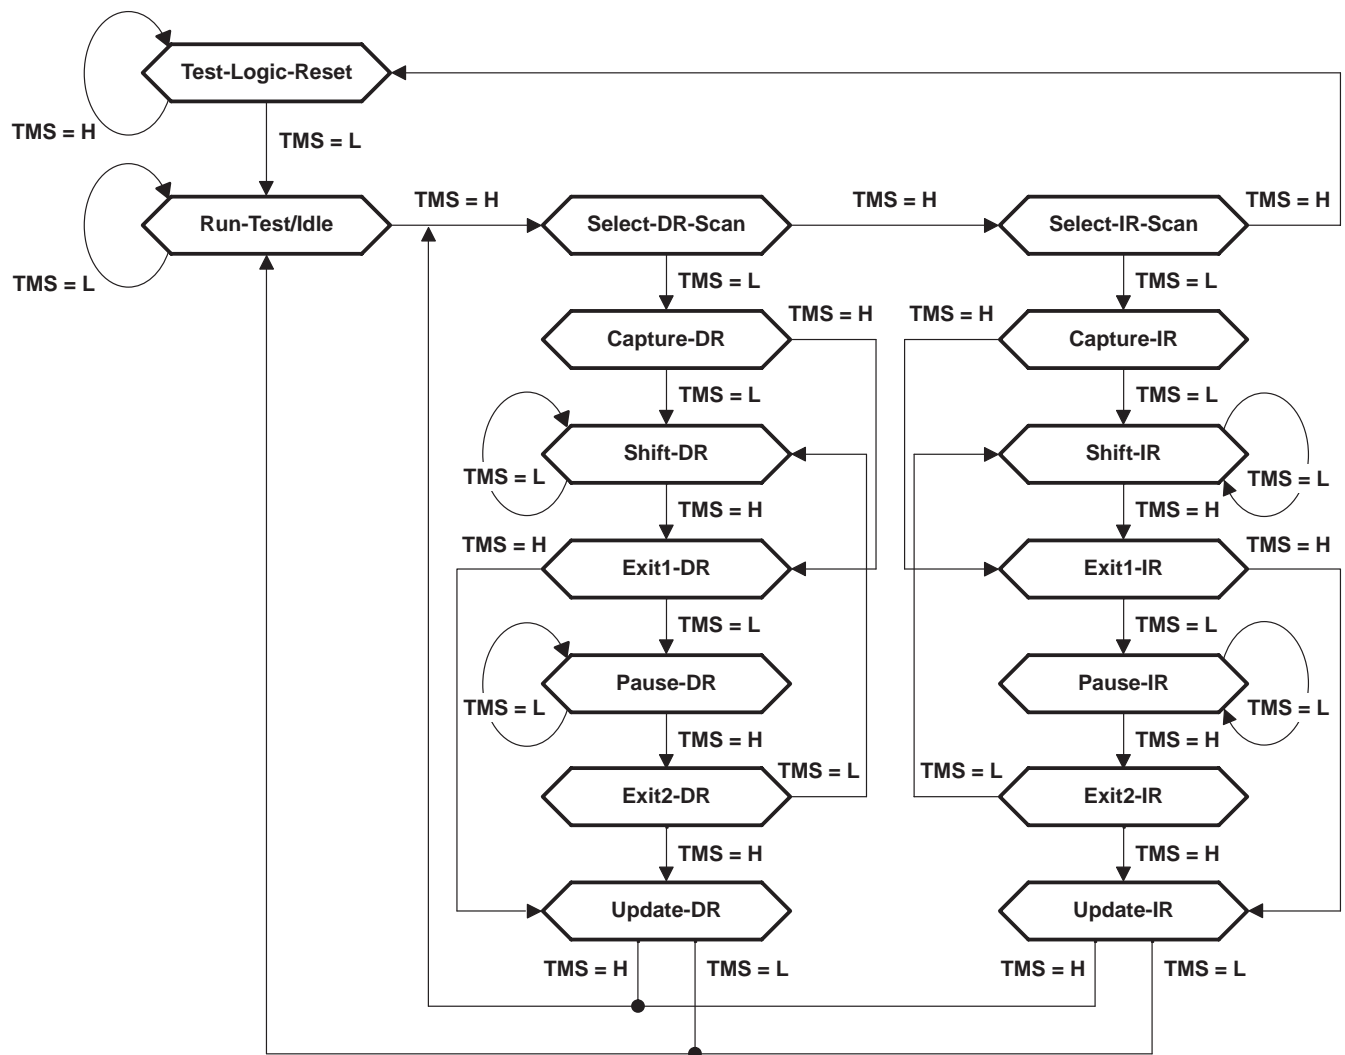 Test-Logic-Reset
TMS = H
TMS = L
TMS = H
TMS = H
TMS = H
Run-Test/Idle
Select-DR-Scan
Select-IR-Scan
TMS = L
TMS = L
TMS = L
TMS = H
TMS = H
Capture-DR
Capture-IR
TMS = L
TMS = L
Shift-DR
Shift-IR
TMS = L
TMS = L
TMS = H
TMS = H
TMS = H
TMS = H
Exit1-DR
Exit1-IR
TMS = L
TMS = L
Pause-DR
Pause-IR
TMS = L
TMS = L
TMS = H
TMS = H
TMS = L
TMS = L
Exit2-DR
Exit2-IR
TMS = H
TMS = H
Update-DR
Update-IR
TMS = H
TMS = L
TMS = H
TMS = L